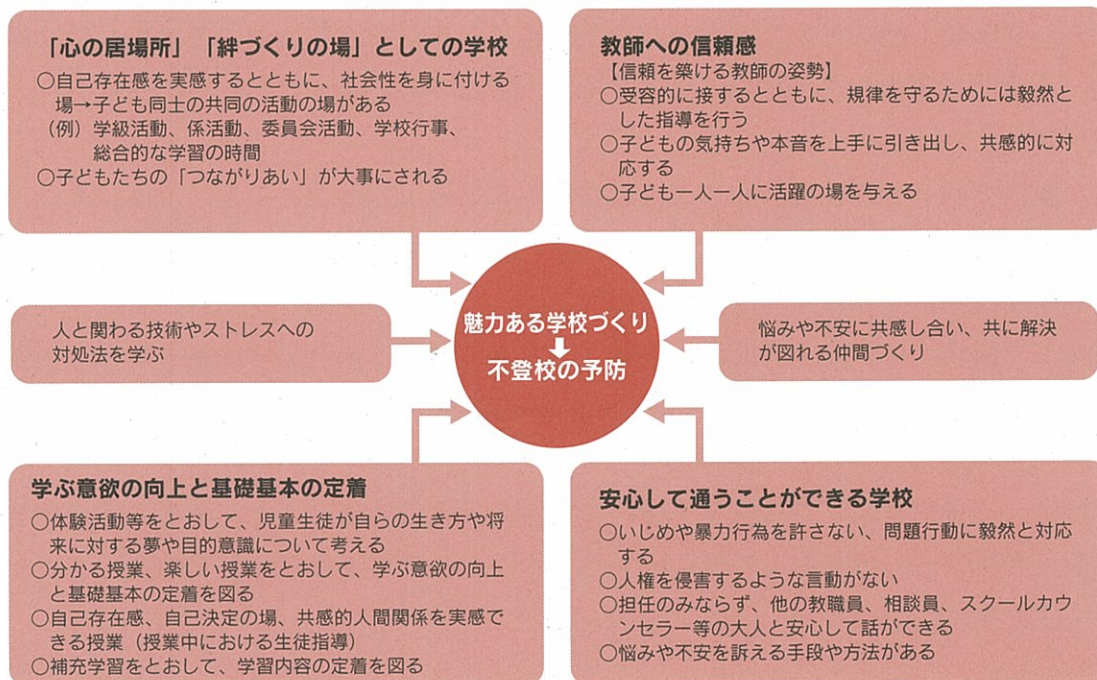 「心の居場所」「絆づくりの場」としての学校
○自己存在感を実感するとともに、社会性を身に付ける
場→子ども同士の共同の活動の場がある
（例）学級活動、係活動、委員会活動、学校行事、
総合的な学習の時間
○子どもたちの「つながりあい」が大事にされる
教師への信頼感
【信頼を築ける教師の姿勢】
○受容的に接するとともに、規律を守るためには毅然と
した指導を行う
○子どもの気持ちや本音を上手に引き出し、共感的に対
応する
○子ども一人一人に活躍の場を与える
人と関わる技術やストレスへの
対処法を学ぶ
魅力ある学校づくり
不登校の予防
悩みや不安に共感し合い、共に解決
が図れる仲間づくり
学ぶ意欲の向上と基礎基本の定着
○体験活動等をとおして、児童生徒が自らの生き方や将
来に対する夢や目的意識について考える
○分かる授業、楽しい授業をとおして、学ぶ意欲の向上
と基礎基本の定着を図る
○自己存在感、自己決定の場、共感的人間関係を実感で
きる授業（授業中における生徒指導）
○補充学習をとおして、学習内容の定着を図る
安心して通うことができる学校
○いじめや暴力行為を許さない、問題行動に毅然と対応
する
○人権を侵害するような言動がない
○担任のみならず、他の教職員、相談員、スクールカウ
ンセラー等の大人と安心して話ができる
○悩みや不安を訴える手段や方法がある